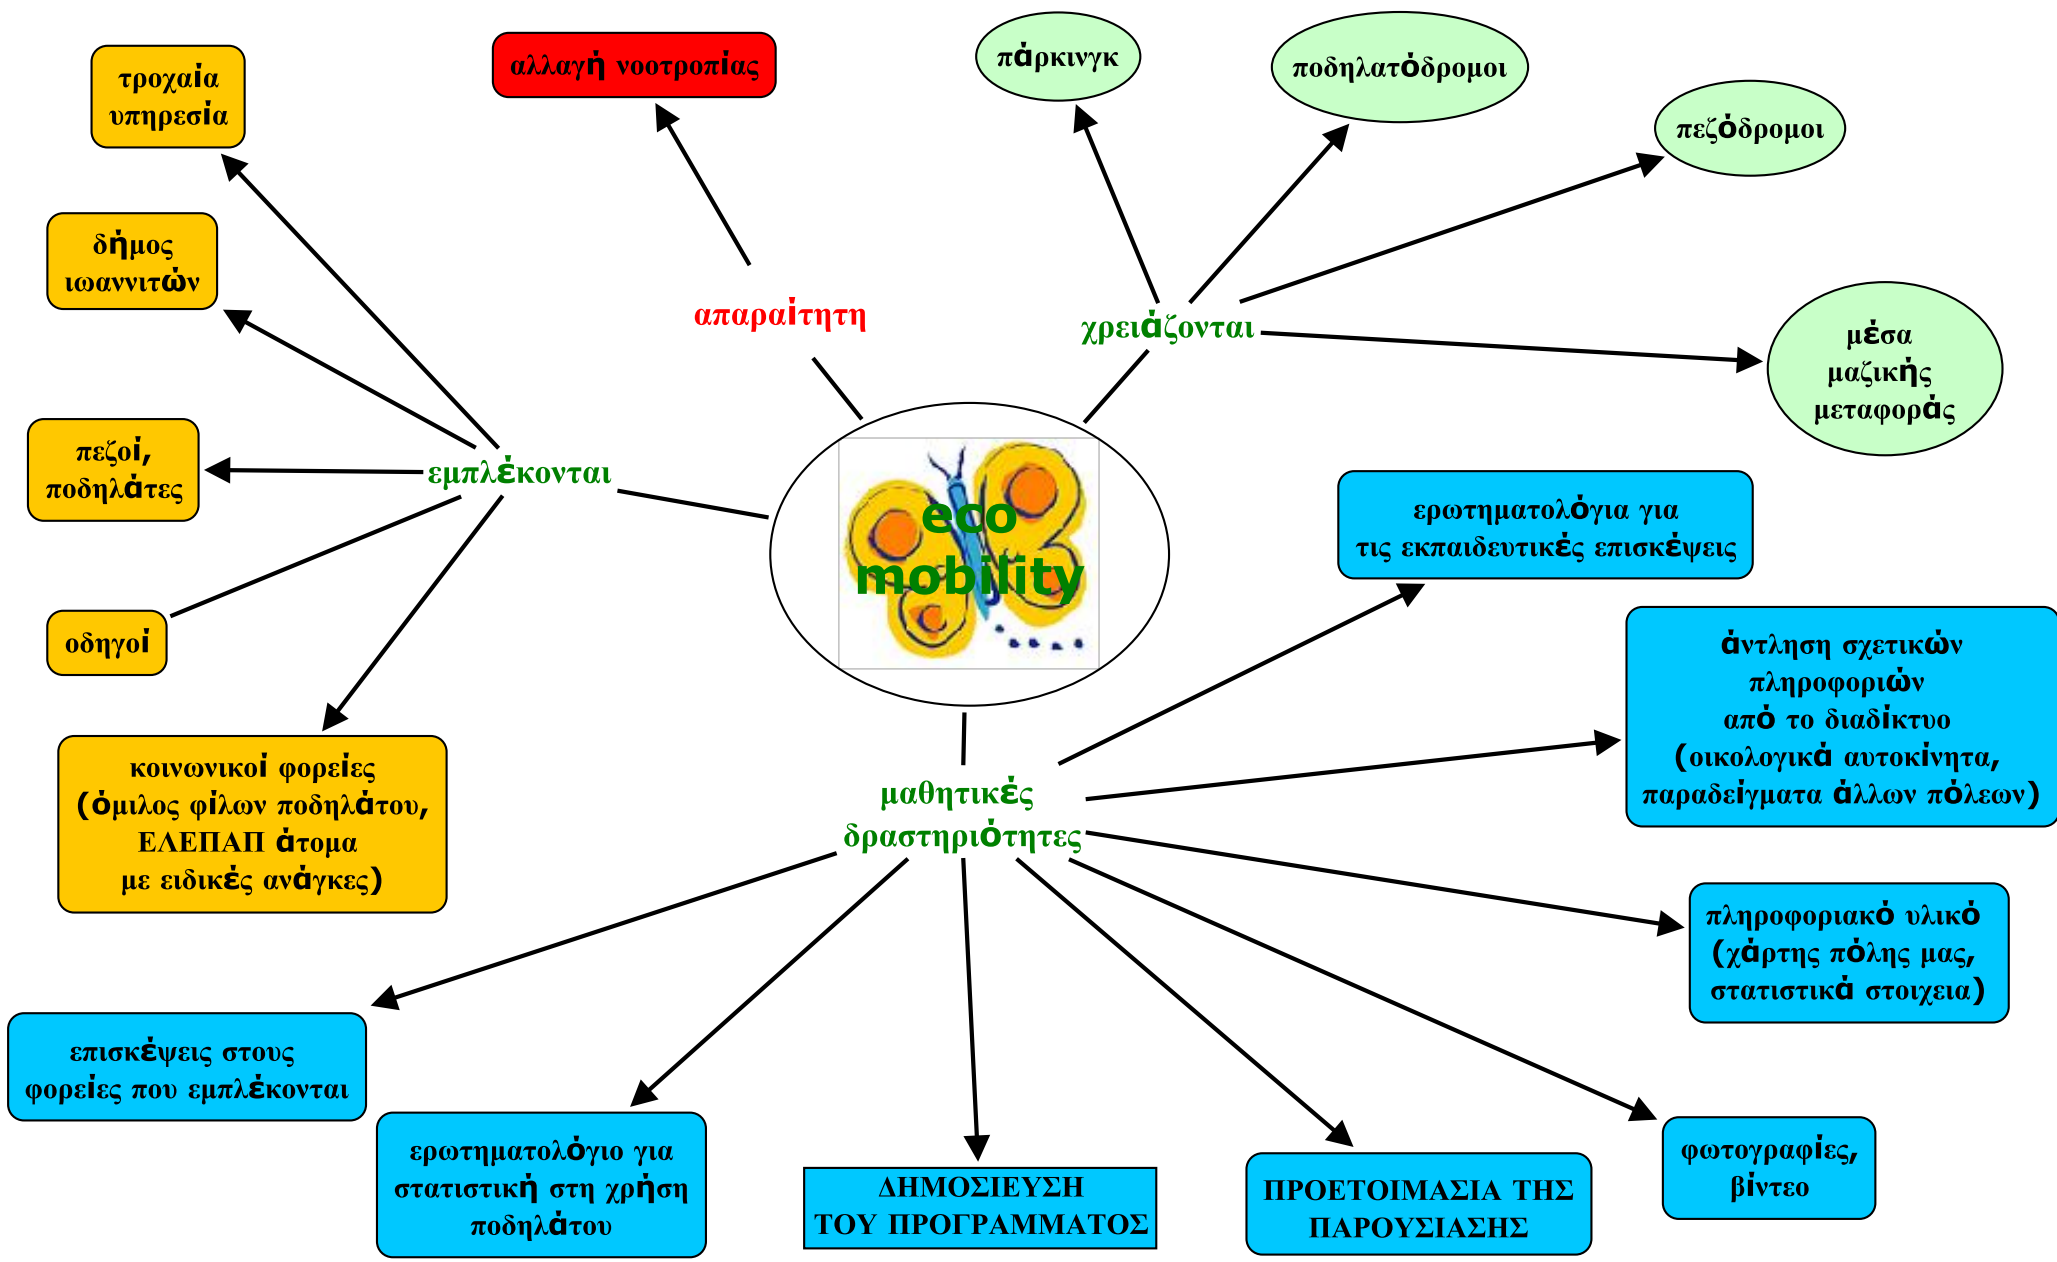 τροχαία
υπηρεσία
αλλαγή νοοτροπίας
πάρκινγκ
ποδηλατόδρομοι
πεζόδρομοι
δήμος
ιωαννιτών
απαραίτητη
χρειάζονται
μέσα
μαζικής
μεταφοράς
πεζοί,
ποδηλάτες
εμπλέκονται
eco
mobility
ερωτηματολόγια για
τις εκπαιδευτικές επισκέψεις
οδηγοί
άντληση σχετικών
πληροφοριών
από το διαδίκτυο
(οικολογικά αυτοκίνητα,
παραδείγματα άλλων πόλεων)
κοινωνικοί φορείες
(όμιλος φίλων ποδηλάτου,
ΕΛΕΠΑΠ άτομα
με ειδικές ανάγκες)
μαθητικές
δραστηριότητες
πληροφοριακό υλικό
(χάρτης πόλης μας,
στατιστικά στοιχεια)
επισκέψεις στους
φορείες που εμπλέκονται
ερωτηματολόγιο για
στατιστική στη χρήση
ποδηλάτου
ΔΗΜΟΣΙΕΥΣΗ
ΤΟΥ ΠΡΟΓΡΑΜΜΑΤΟΣ
ΠΡΟΕΤΟΙΜΑΣΙΑ ΤΗΣ
ΠΑΡΟΥΣΙΑΣΗΣ
φωτογραφίες,
βίντεο